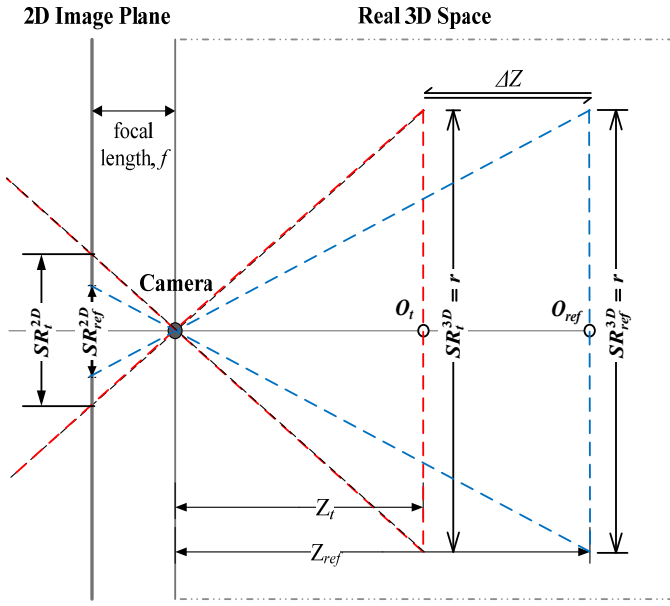 2D Image Plane
Real 3D Space
ΔZ
focal
length, f
Camera
SR_t^2D
SR_ref^2D
O_t
O_ref
SR_t^3D = r
SR_ref^3D = r
Z_t
Z_ref